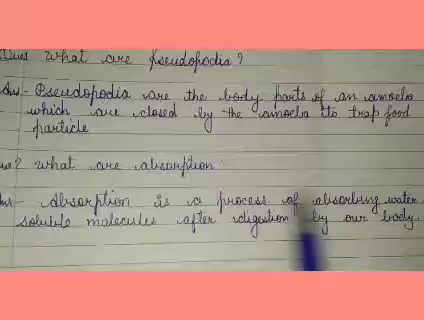 Ques What are Pseudopodia?
Ans- Pseudopodia are the body parts of an amoeba
which are closed by the amoeba to trap food
particle
ue? What are absorption
Ans- Absorption is a process of absorbing water
soluble molecules after digestion by our body.